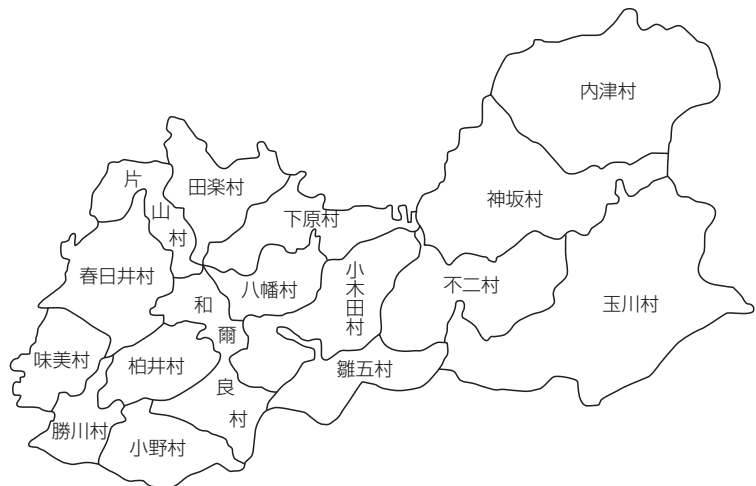 内津村
神坂村
玉川村
不二村
田楽村
下原村
片山村
春日井村
八幡村
小木田村
和爾良村
味美村
柏井村
雛五村
勝川村
小野村